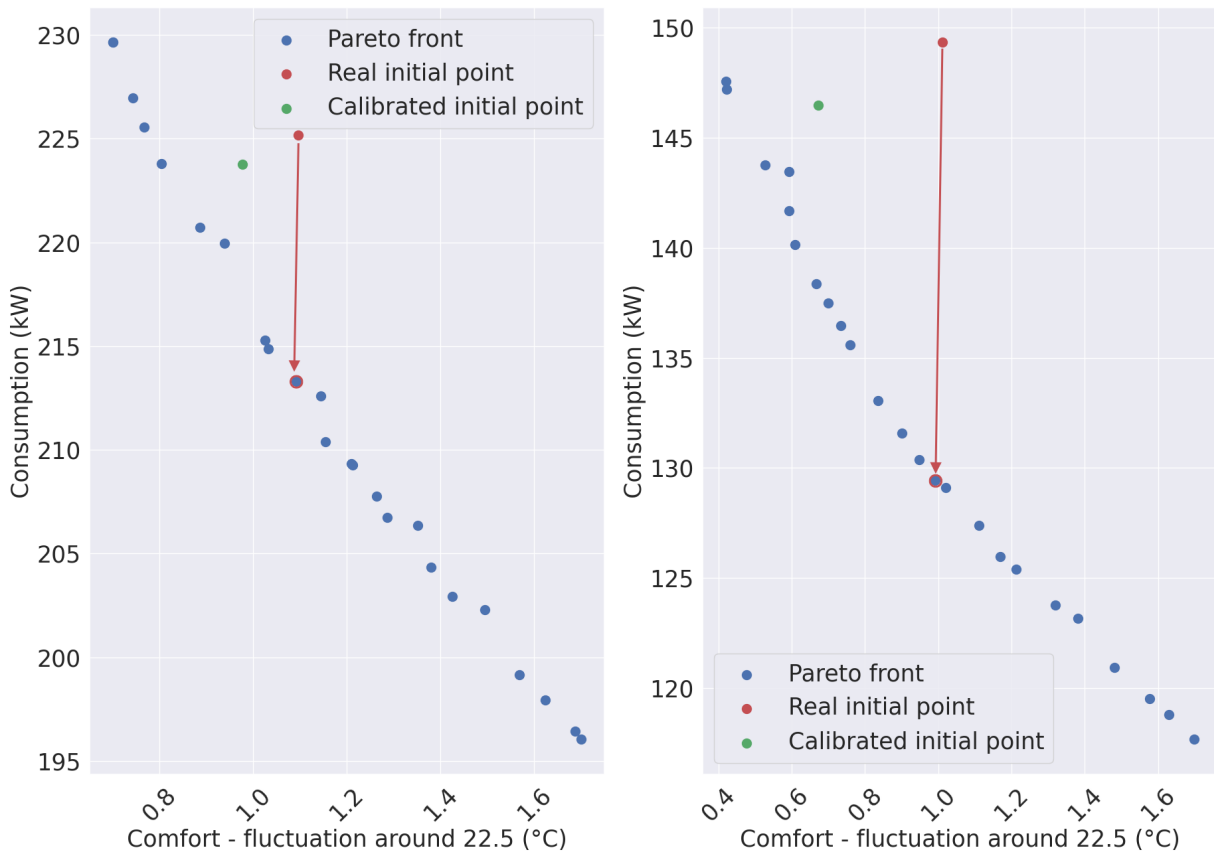 230
225
220
215
210
205
200
195
Consumption (kW)
Pareto front
Real initial point
Calibrated initial point
0.8
1.0
1.2
1.4
1.6
Comfort - fluctuation around 22.5 (°C)
150
145
140
135
130
125
120
Consumption (kW)
Pareto front
Real initial point
Calibrated initial point
0.4
0.6
0.8
1.0
1.2
1.4
1.6
Comfort - fluctuation around 22.5 (°C)